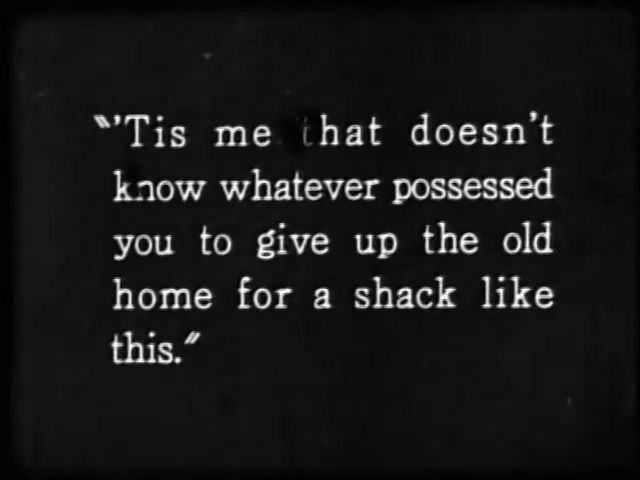 "'Tis me that doesn't
know whatever possessed
you to give up the old
home for a shack like
this."